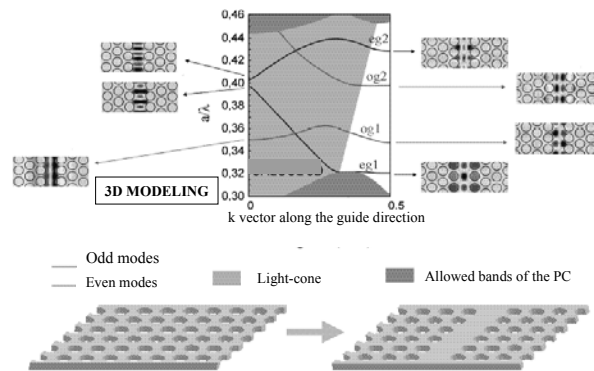 0,46
0,44
0,42
0,40
0,38
0,36
0,34
0,32
0,30
a/λ
eg2
og2
og1
eg1
0
0.5
3D MODELING
k vector along the guide direction
Odd modes
Even modes
Light-cone
Allowed bands of the PC